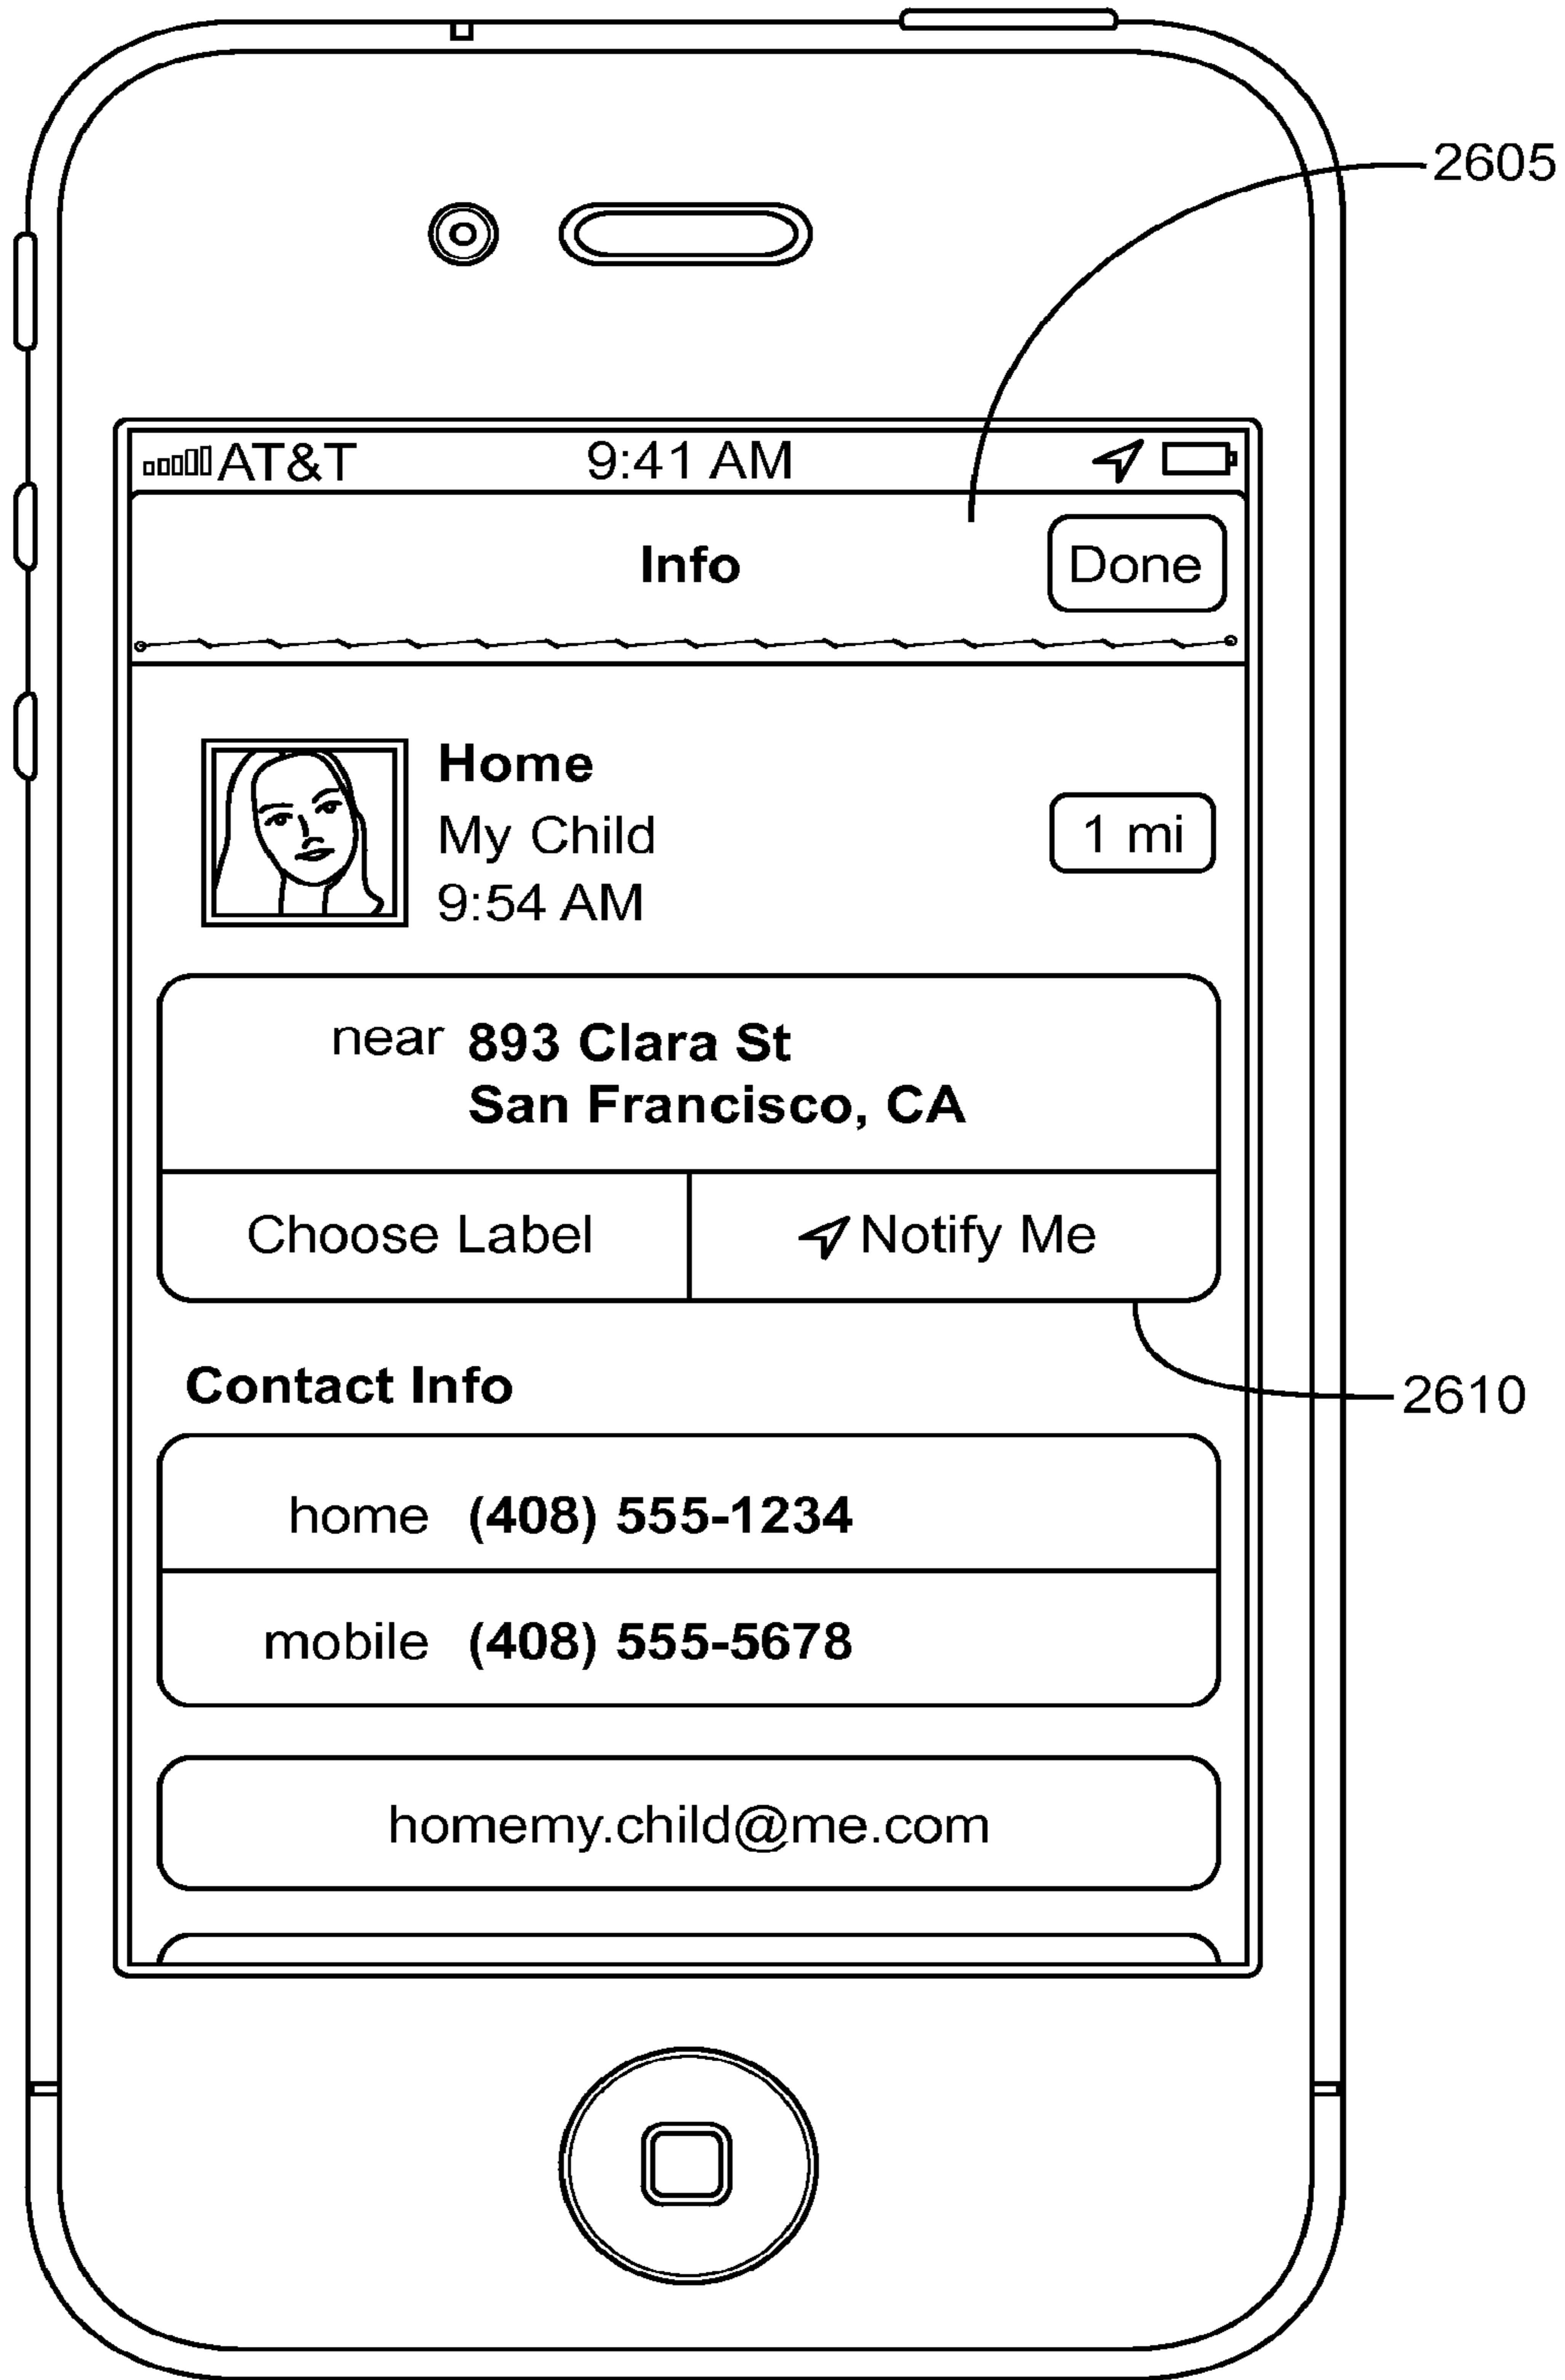 2605
AT&T 9:41 AM
Info Done
Home
My Child 1 mi
9:54 AM
near 893 Clara St
San Francisco, CA
Choose Label Notify Me
Contact Info
2610
home (408) 555-1234
mobile (408) 555-5678
homemy.child@me.com